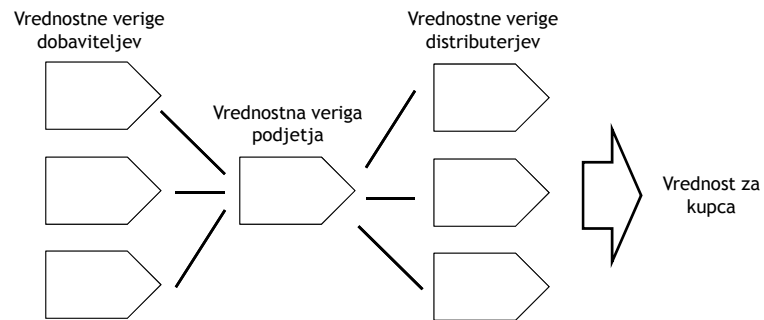 Vrednostne verige
dobaviteljev
Vrednostna veriga
podjetja
Vrednostne verige
distributerjev
Vrednost za
kupca